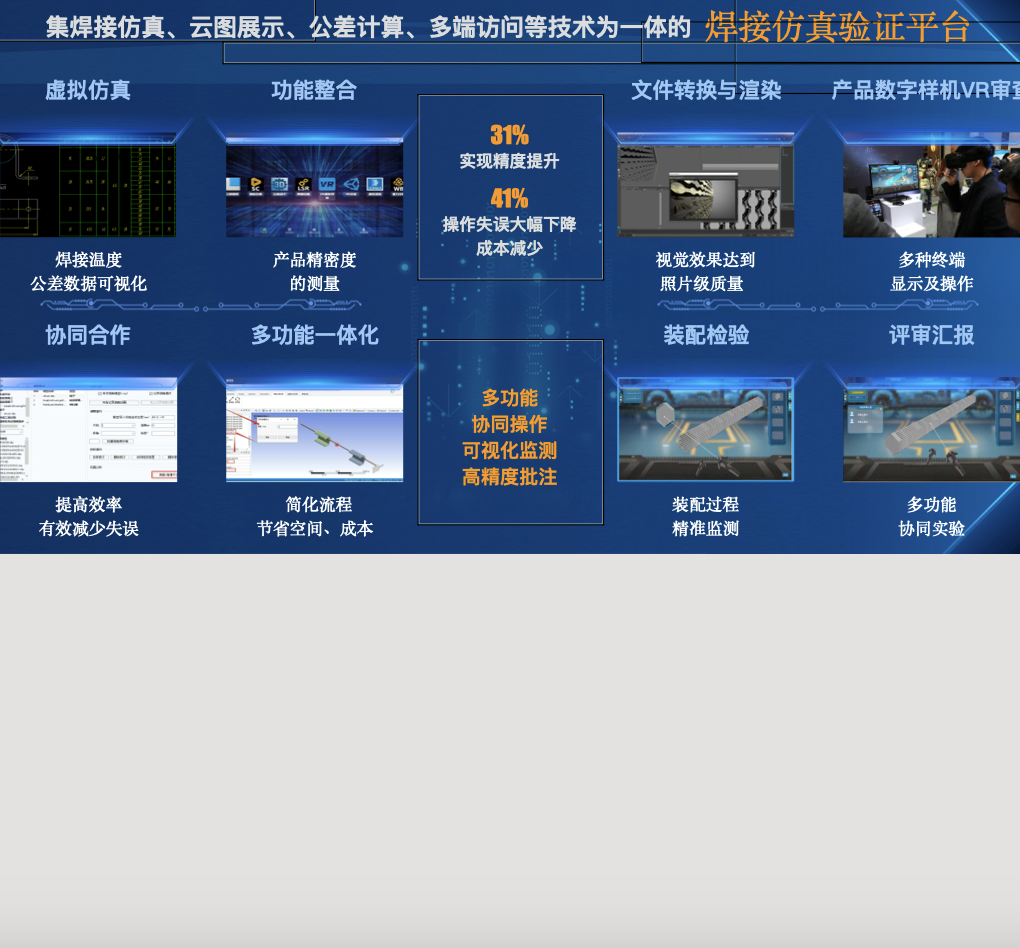 集焊接仿真、云图展示、公差计算、多端访问等技术为一体的 焊接仿真验证平台
虚拟仿真
功能整合
文件转换与渲染
产品数字样机VR审查
31%
实现精度提升
41%
操作失误大幅下降
成本减少
焊接温度
公差数据可视化
产品精密度
的测量
视觉效果达到
照片级质量
多种终端
显示及操作
协同合作
多功能一体化
装配检验
评审汇报
多功能
协同操作
可视化监测
高精度批注
提高效率
有效减少失误
简化流程
节省空间、成本
装配过程
精准监测
多功能
协同实验